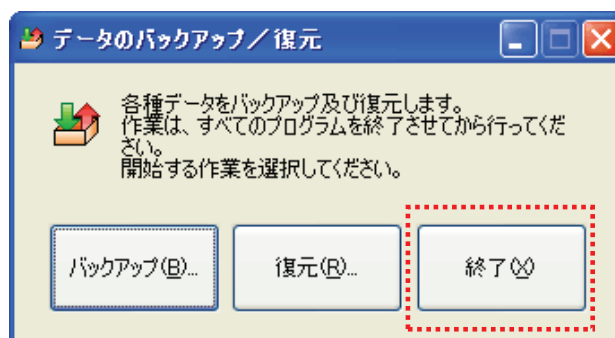 データのバックアップ／復元
各種データをバックアップ及び復元します。
作業は、すべてのプログラムを終了させてから行ってくだ
さい。
開始する作業を選択してください。
バックアップ(B)... 復元(R)... 終了(X)